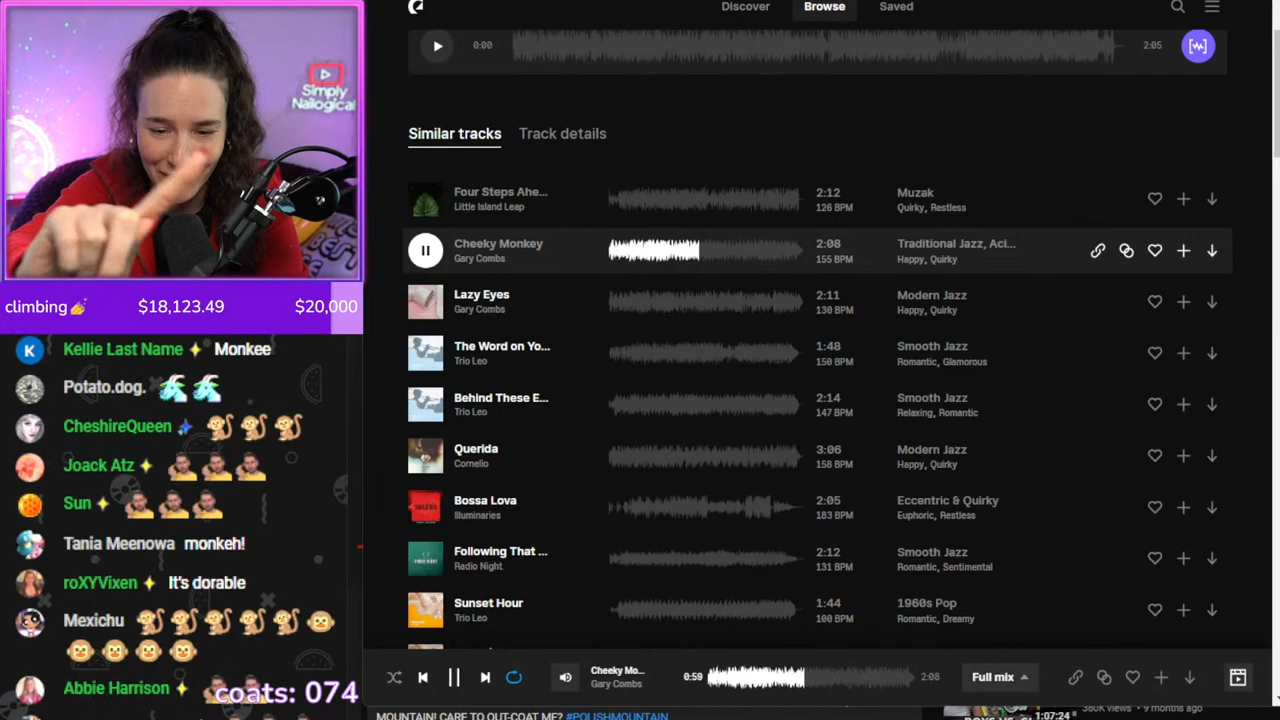 Discover Browse Saved
0:00 2:05
Simply
Nailogical
Similar tracks Track details
Four Steps Ahe... 2:12 Muzak
Little Island Leap 126 BPM Quirky, Restless
Cheeky Monkey 2:08 Traditional Jazz, Aci...
Gary Combs 155 BPM Happy, Quirky
Lazy Eyes 2:11 Modern Jazz
Gary Combs 130 BPM Happy, Quirky
The Word on Yo... 1:48 Smooth Jazz
Trio Leo 150 BPM Romantic, Glamorous
Behind These E... 2:14 Smooth Jazz
Trio Leo 147 BPM Relaxing, Romantic
Querida 3:06 Modern Jazz
Cornelio 158 BPM Happy, Quirky
Bossa Lova 2:05 Eccentric & Quirky
Illuminaries 183 BPM Euphoric, Restless
Following That ... 2:12 Smooth Jazz
Radio Night 131 BPM Romantic, Sentimental
Sunset Hour 1:44 1960s Pop
Trio Leo 100 BPM Romantic, Dreamy
climbing $18,123.49 $20,000
K Kellie Last Name Monkee
Potato.dog.
CheshireQueen
Joack Atz
Sun
Tania Meenowa monkeh!
roXYVixen It's dorable
Mexichu
Abbie Harrison
coats: 074
Cheeky Mo... 0:59 2:08 Full mix
Gary Combs
MOUNTAIN! CARE TO OUT-COAT ME? #POLISHMOUNTAIN
380K views • 9 months ago
1:07:24